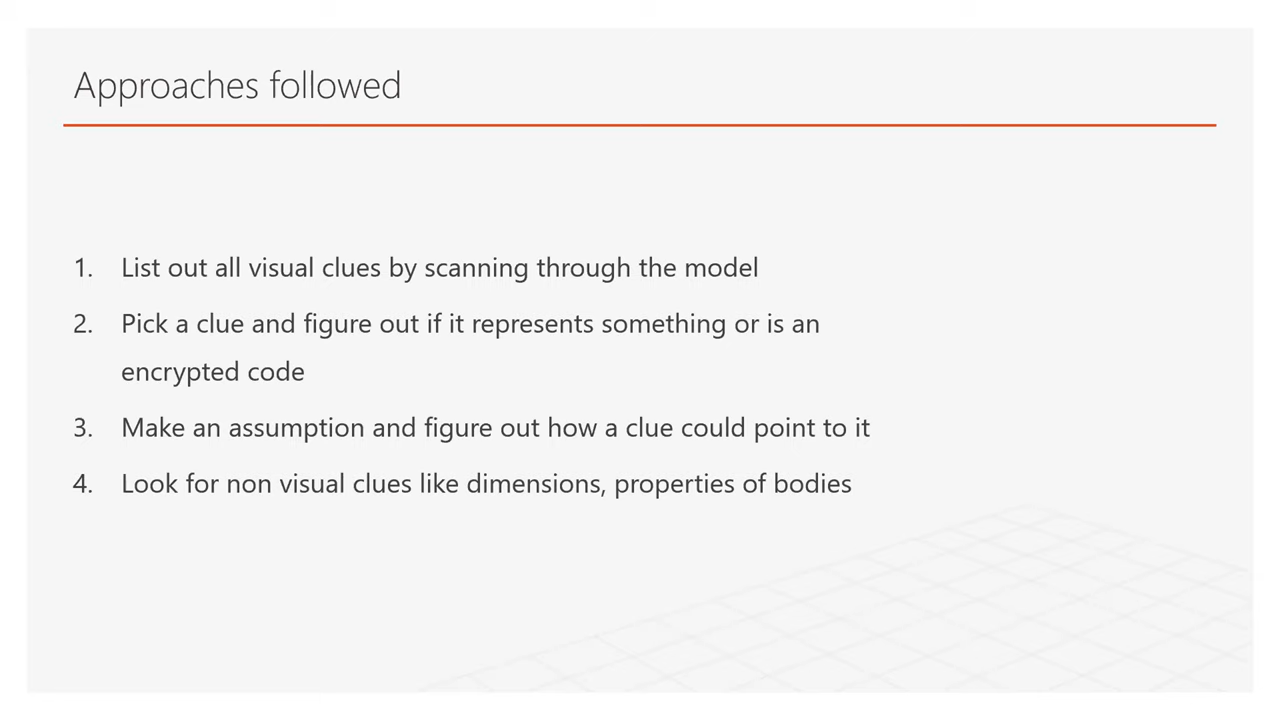 Approaches followed
1. List out all visual clues by scanning through the model
2. Pick a clue and figure out if it represents something or is an
encrypted code
3. Make an assumption and figure out how a clue could point to it
4. Look for non visual clues like dimensions, properties of bodies